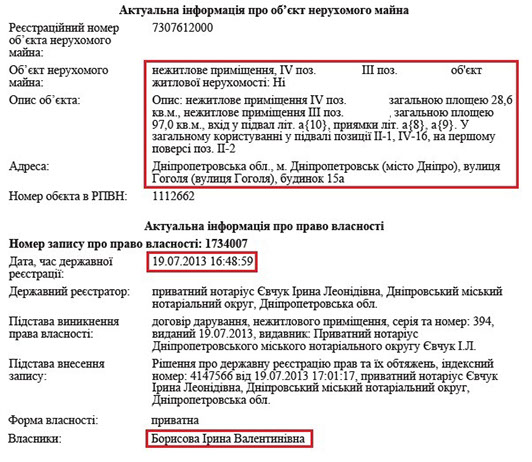 Актуальна інформація про об'єкт нерухомого майна
Реєстраційний номер об'єкта нерухомого майна: 7307612000
Об'єкт нерухомого майна: нежитлове приміщення, IV поз. III поз. об'єкт
житлової нерухомості: Ні
Опис об'єкта: Опис: нежитлове приміщення IV поз. загальною площею 28,6
кв.м., нежитлове приміщення III поз. , загальною площею
97,0 кв.м., вхід у підвал літ. а{10}, приямки літ. а{8}, а{9}. У
загальному користуванні у підвалі позиції II-1, IV-16, на першому
поверсі поз. II-2
Адреса: Дніпропетровська обл., м. Дніпропетровськ (місто Дніпро), вулиця
Гоголя (вулиця Гоголя), будинок 15а
Номер обєкта в РПВН: 1112662
Актуальна інформація про право власності
Номер запису про право власності: 1734007
Дата, час державної реєстрації: 19.07.2013 16:48:59
Державний реєстратор: приватний нотаріус Євчук Ірина Леонідівна, Дніпровський міський
нотаріальний округ, Дніпропетровська обл.
Підстава виникнення права власності: договір дарування, нежитлового приміщення, серія та номер: 394,
виданий 19.07.2013, видавник: Приватний нотаріус
Дніпропетровського міського нотаріального округу Євчук І.Л.
Підстава внесення запису: Рішення про державну реєстрацію прав та їх обтяжень, індексний
номер: 4147566 від 19.07.2013 17:01:17, приватний нотаріус Євчук
Ірина Леонідівна, Дніпровський міський нотаріальний округ,
Дніпропетровська обл.
Форма власності: приватна
Власники: Борисова Ірина Валентинівна